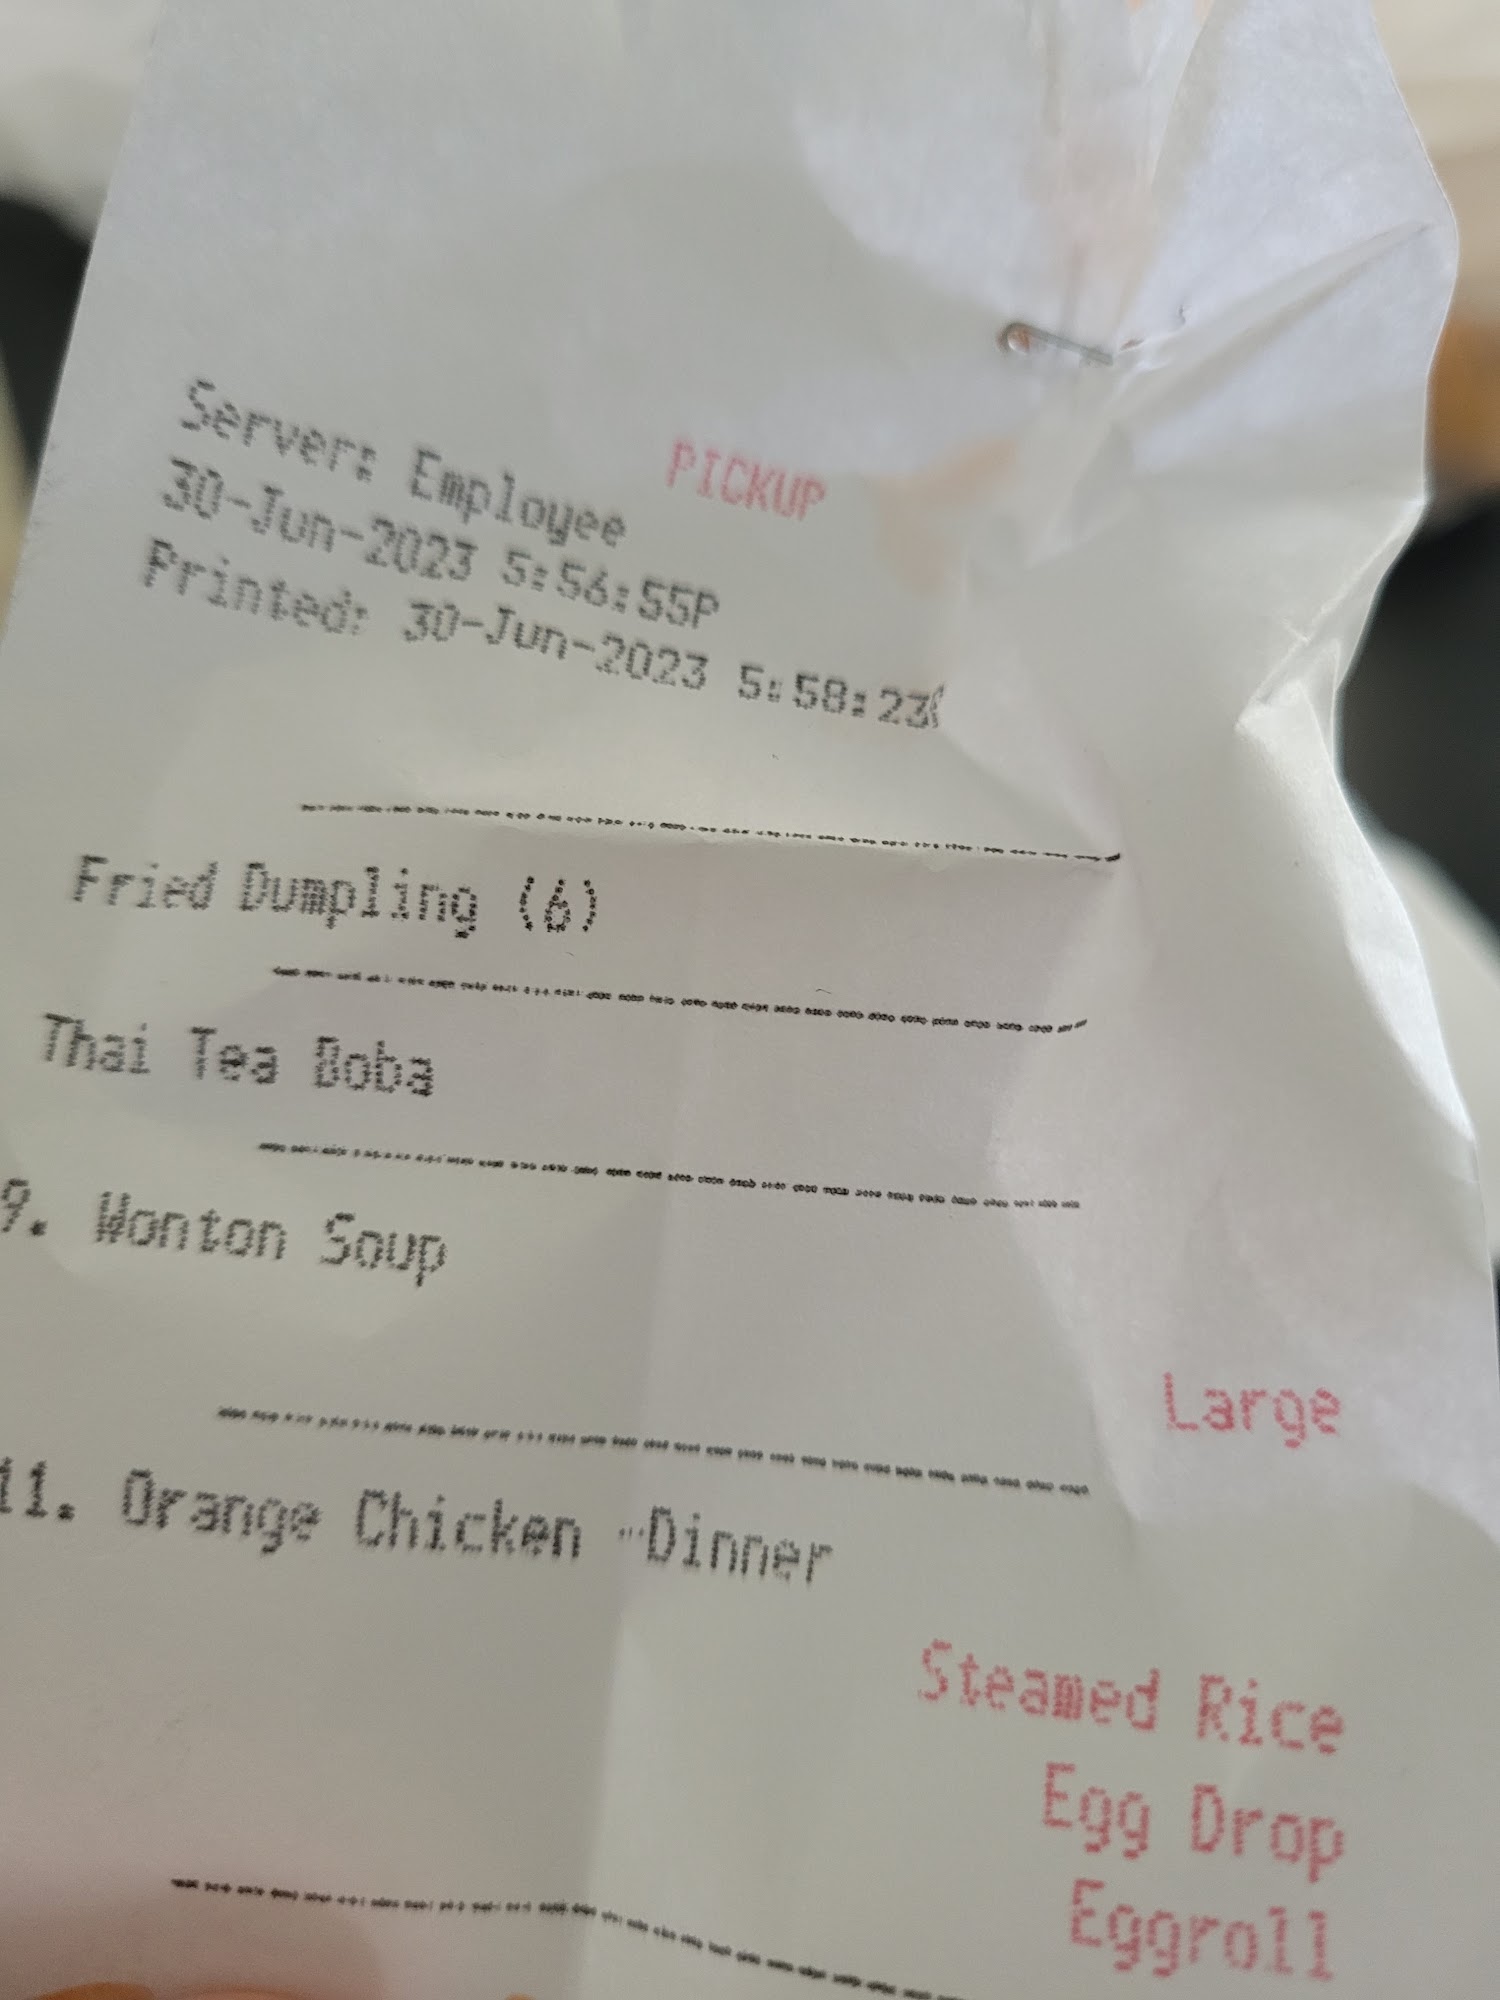 PICKUP
Server: Employee
30-Jun-2023 5:56:55P
Printed: 30-Jun-2023 5:58:23
Fried Dumpling (6)
Thai Tea Boba
9. Wonton Soup
Large
11. Orange Chicken -Dinner
Steamed Rice
Egg Drop
Eggroll